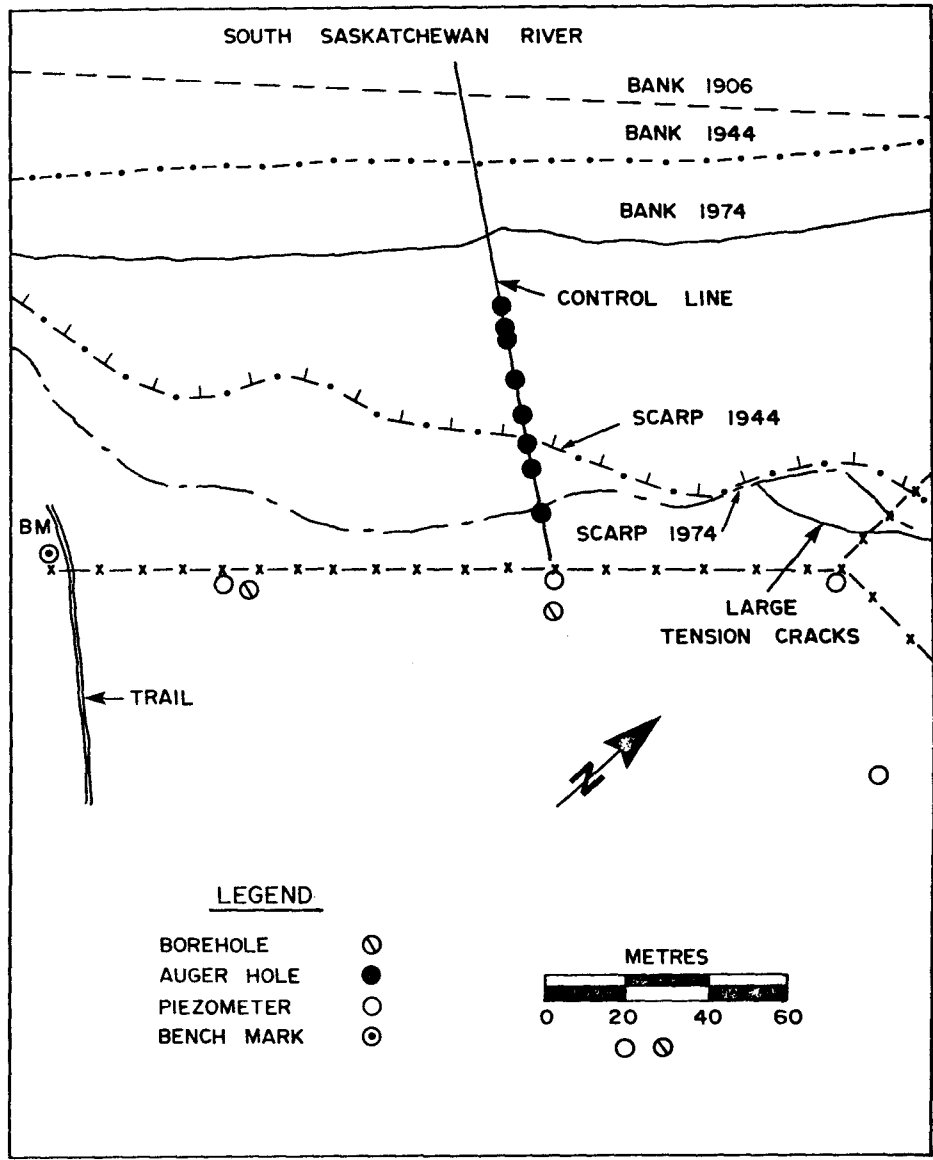 SOUTH SASKATCHEWAN RIVER
BANK 1906
BANK 1944
BANK 1974
CONTROL LINE
SCARP 1944
SCARP 1974
BM
LARGE
TENSION CRACKS
TRAIL
N
LEGEND
BOREHOLE
AUGER HOLE
PIEZOMETER
BENCH MARK
METRES
0 20 40 60